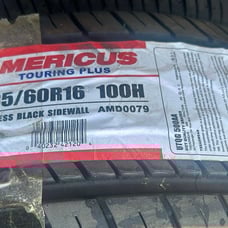 MERICUS
TOURING PLUS
5/60R16 100H
ESS BLACK SIDEWALL AMD0079
UTQG 500AA